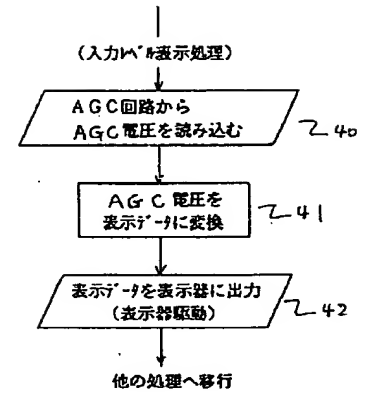 (入力レベル表示処理)
AGC回路から
AGC電圧を読み込む
40
AGC電圧を
表示データに変換
41
表示データを表示器に出力
(表示器駆動)
42
他の処理へ移行